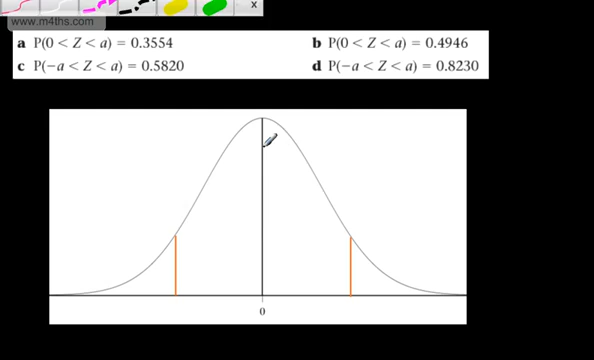 x
www.m4ths.com
a P(0 < Z < a) = 0.3554 b P(0 < Z < a) = 0.4946
c P(−a < Z < a) = 0.5820 d P(−a < Z < a) = 0.8230
0